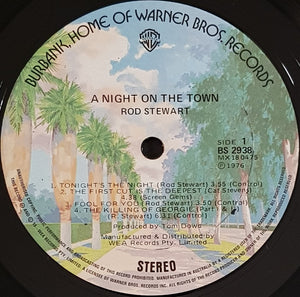 BURBANK, HOME OF WARNER BROS. RECORDS
A NIGHT ON THE TOWN
ROD STEWART
SIDE 1
BS 2938
MX180475
℗ 1976
1. TONIGHT'S THE NIGHT (Rod Stewart) 3.55 (Control)
2. THE FIRST CUT IS THE DEEPEST (Cat Stevens)
4.38 (Screen Gems)
3. FOOL FOR YOU (Rod Stewart) 3.50 (Control)
4. THE KILLING OF GEORGIE (Part I & II)
(R. Stewart) 6.31 (Control)
Produced by Tom Dowd
Manufactured & Distributed by
WEA Records Pty. Limited
STEREO